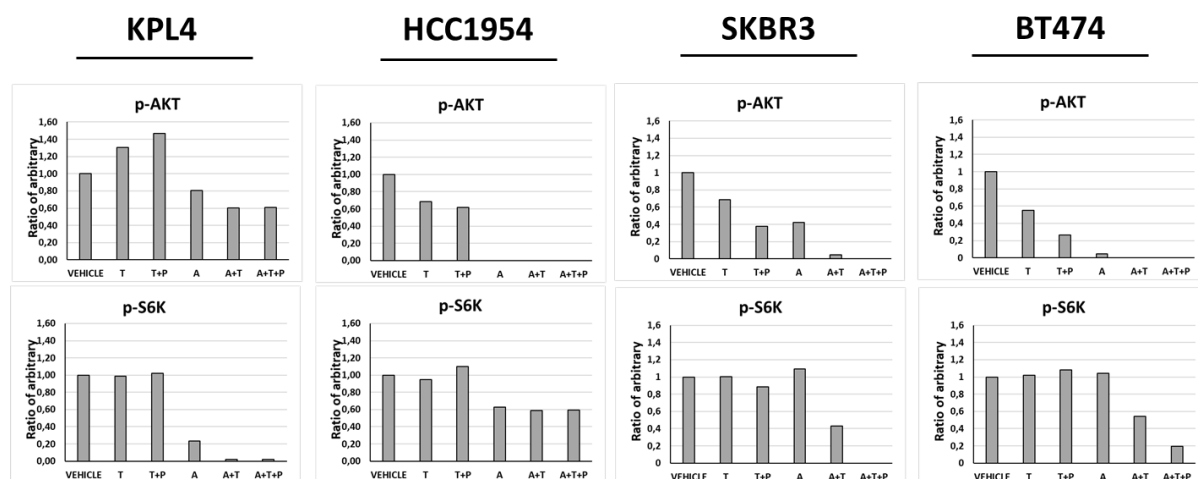 KPL4 HCC1954 SKBR3 BT474
p-AKT
Ratio of arbitrary
1,60
1,40
1,20
1,00
0,80
0,60
0,40
0,20
0,00
VEHICLE T T+P A A+T A+T+P
p-AKT
Ratio of arbitrary
1,60
1,40
1,20
1,00
0,80
0,60
0,40
0,20
0,00
VEHICLE T T+P A A+T A+T+P
p-AKT
Ratio of arbitrary
1,6
1,4
1,2
1
0,8
0,6
0,4
0,2
0
VEHICLE T T+P A A+T A+T+P
p-AKT
Ratio of arbitrary
1,6
1,4
1,2
1
0,8
0,6
0,4
0,2
0
VEHICLE T T+P A A+T A+T+P
p-S6K
Ratio of arbitrary
1,60
1,40
1,20
1,00
0,80
0,60
0,40
0,20
0,00
VEHICLE T T+P A A+T A+T+P
p-S6K
Ratio of arbitrary
1,60
1,40
1,20
1,00
0,80
0,60
0,40
0,20
0,00
VEHICLE T T+P A A+T A+T+P
p-S6K
Ratio of arbitrary
1,6
1,4
1,2
1
0,8
0,6
0,4
0,2
0
VEHICLE T T+P A A+T A+T+P
p-S6K
Ratio of arbitrary
1,6
1,4
1,2
1
0,8
0,6
0,4
0,2
0
VEHICLE T T+P A A+T A+T+P